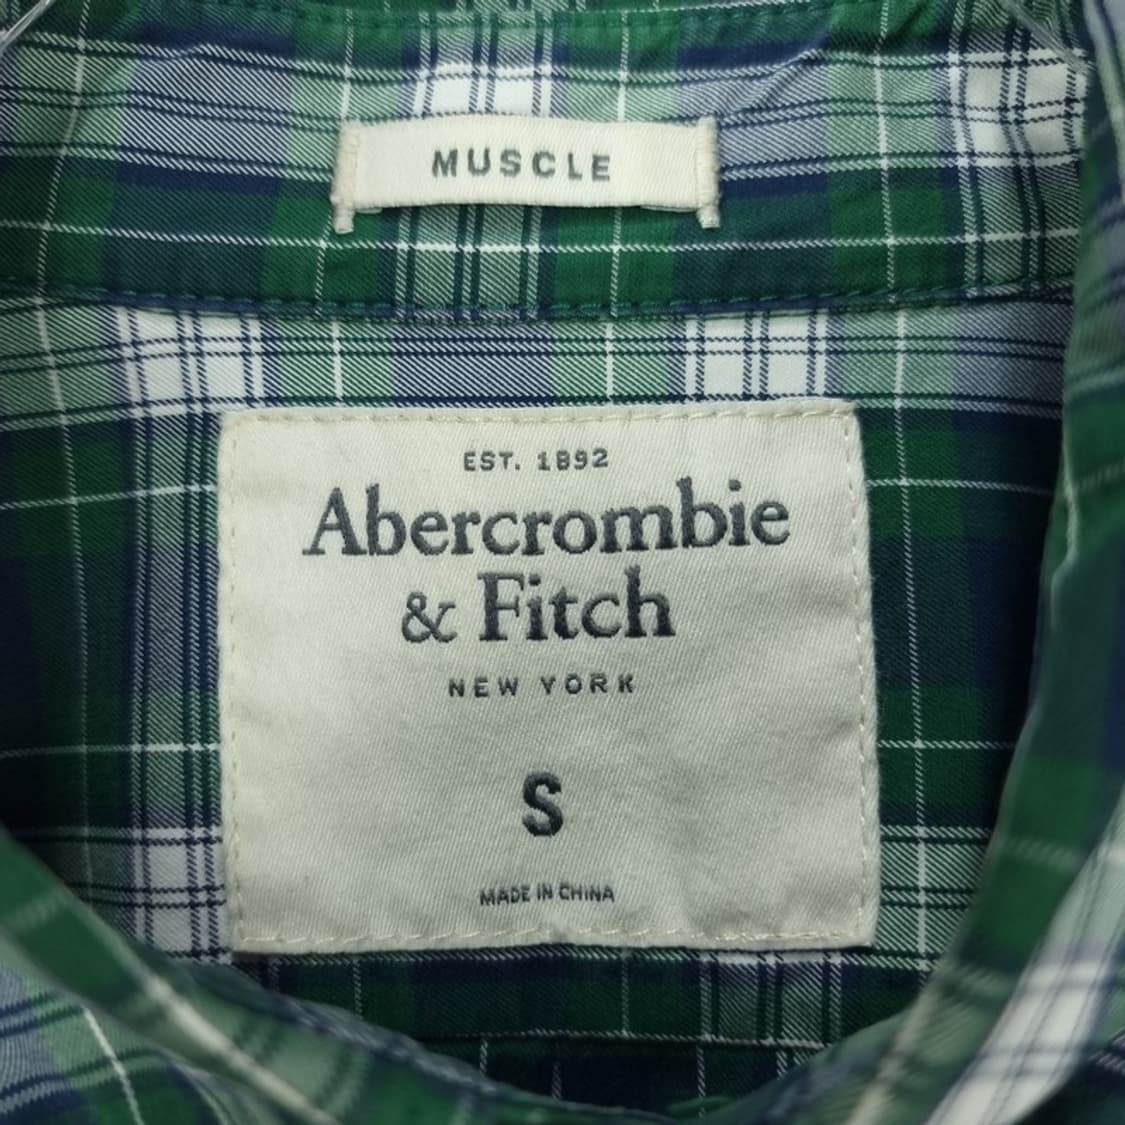 MUSCLE
EST. 1892
Abercrombie
& Fitch
NEW YORK
S
MADE IN CHINA